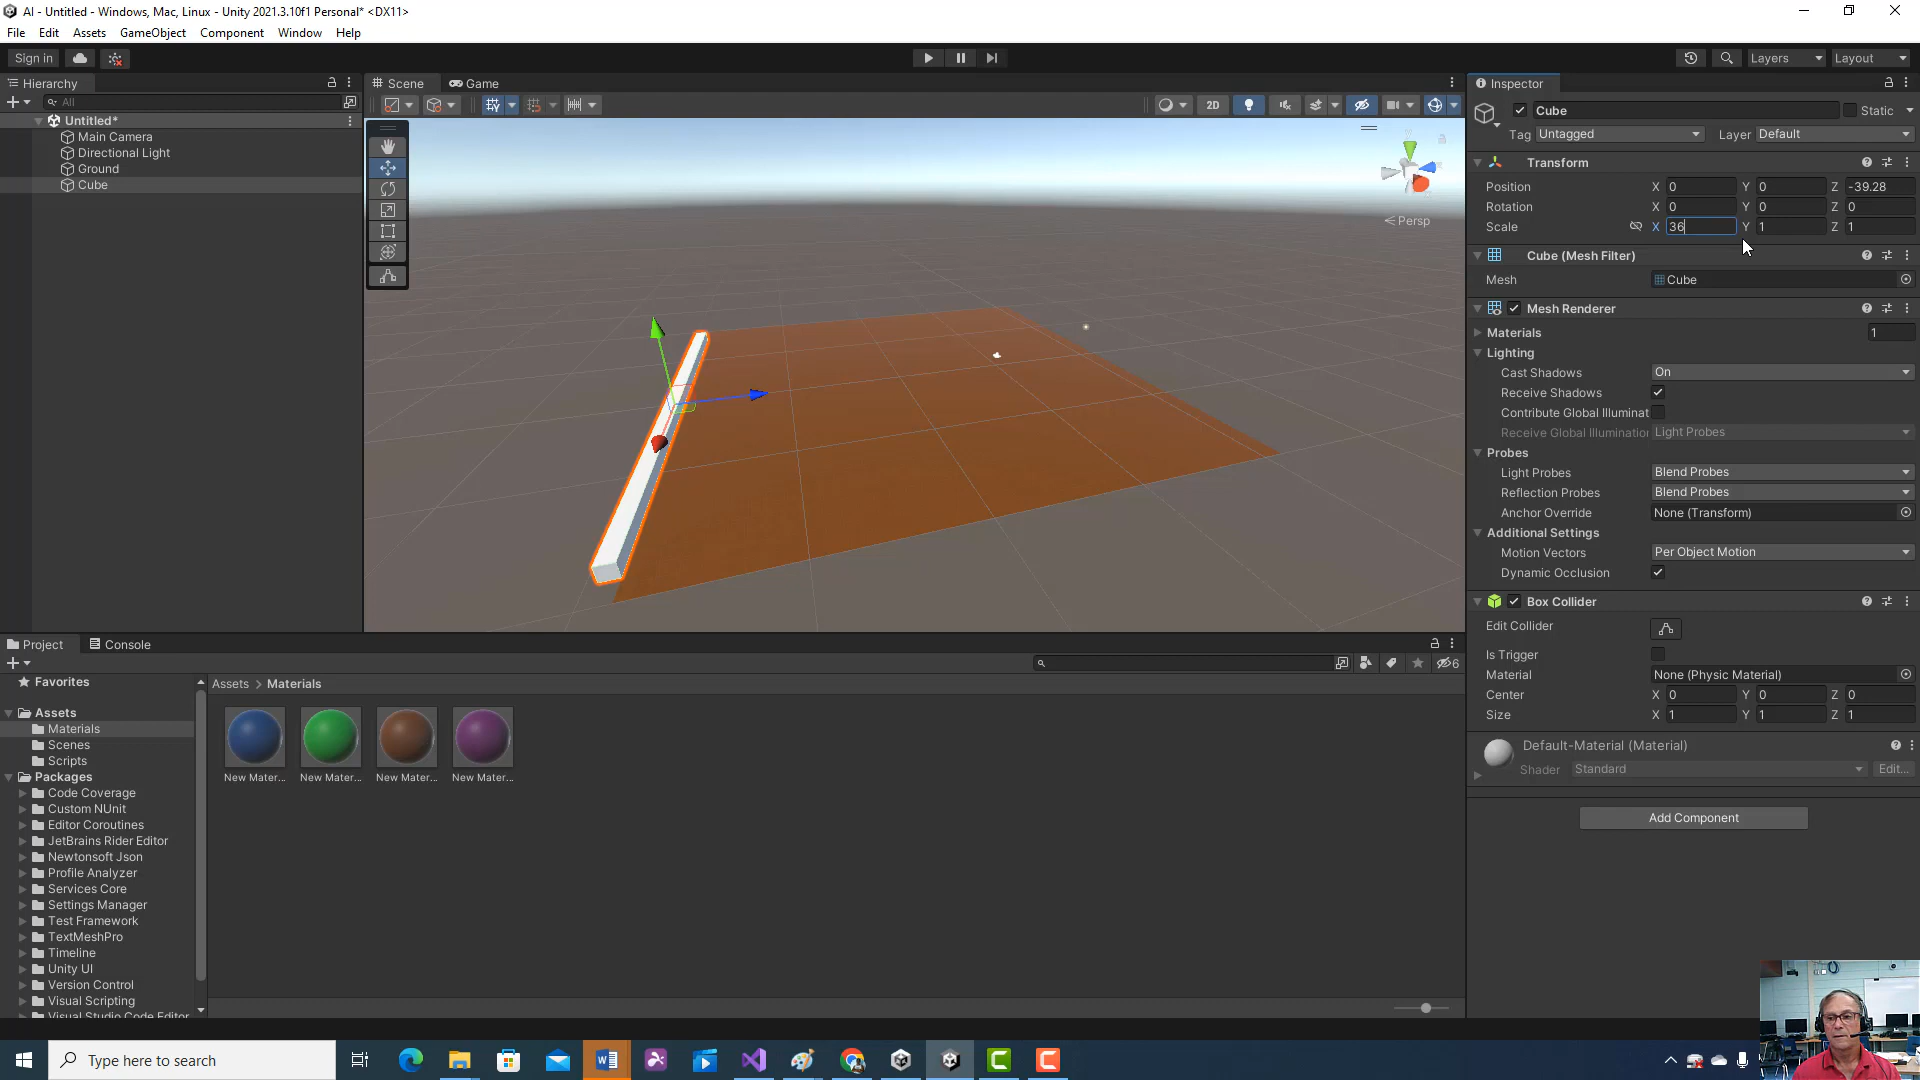 AI - Untitled - Windows, Mac, Linux - Unity 2021.3.10f1 Personal* <DX11>
File Edit Assets GameObject Component Window Help
Sign in
Layers Layout
Hierarchy
All
Untitled*
Main Camera
Directional Light
Ground
Cube
Scene Game
2D
Persp
Inspector
Cube Static
Tag Untagged Layer Default
Transform
Position X 0 Y 0 Z -39.28
Rotation X 0 Y 0 Z 0
Scale X 36 Y 1 Z 1
Cube (Mesh Filter)
Mesh Cube
Mesh Renderer
Materials 1
Lighting
Cast Shadows On
Receive Shadows
Contribute Global Illuminat
Receive Global Illumination Light Probes
Probes
Light Probes Blend Probes
Reflection Probes Blend Probes
Anchor Override None (Transform)
Additional Settings
Motion Vectors Per Object Motion
Dynamic Occlusion
Box Collider
Edit Collider
Is Trigger
Material None (Physic Material)
Center X 0 Y 0 Z 0
Size X 1 Y 1 Z 1
Default-Material (Material)
Shader Standard Edit...
Add Component
Project Console
6
Favorites
Assets
Materials
Scenes
Scripts
Packages
Code Coverage
Custom NUnit
Editor Coroutines
JetBrains Rider Editor
Newtonsoft Json
Profile Analyzer
Services Core
Settings Manager
Test Framework
TextMeshPro
Timeline
Unity UI
Version Control
Visual Scripting
Visual Studio Code Editor
Assets > Materials
New Mater... New Mater... New Mater... New Mater...
Type here to search